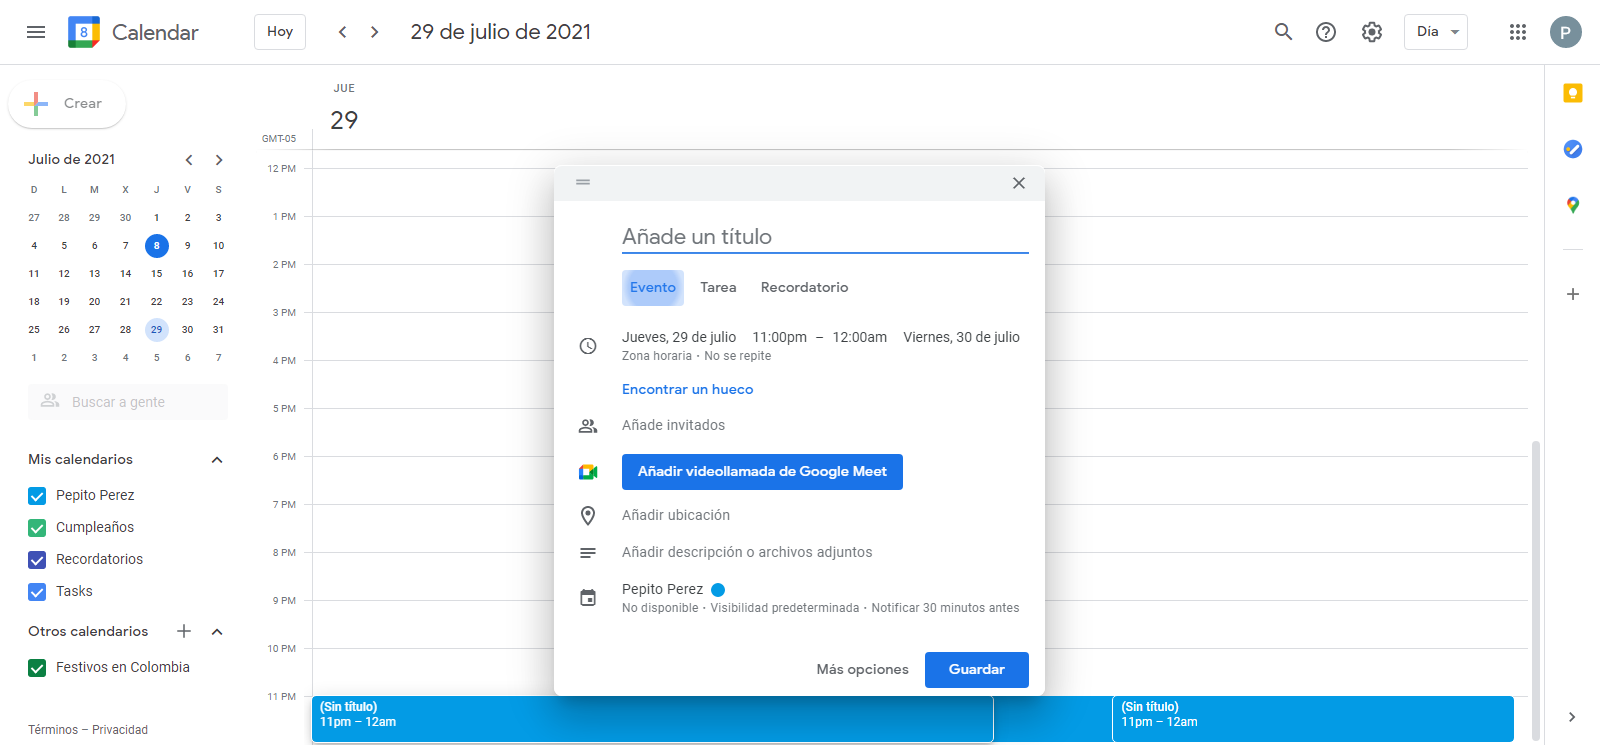 8 Calendar Hoy 29 de julio de 2021 Día P
Crear
JUE
29
GMT-05
Julio de 2021
D L M X J V S
27 28 29 30 1 2 3
4 5 6 7 8 9 10
11 12 13 14 15 16 17
18 19 20 21 22 23 24
25 26 27 28 29 30 31
1 2 3 4 5 6 7
Buscar a gente
Mis calendarios
Pepito Perez
Cumpleaños
Recordatorios
Tasks
Otros calendarios
Festivos en Colombia
Términos – Privacidad
12 PM
1 PM
2 PM
3 PM
4 PM
5 PM
6 PM
7 PM
8 PM
9 PM
10 PM
11 PM
Añade un título
Evento Tarea Recordatorio
Jueves, 29 de julio 11:00pm – 12:00am Viernes, 30 de julio
Zona horaria · No se repite
Encontrar un hueco
Añade invitados
Añadir videollamada de Google Meet
Añadir ubicación
Añadir descripción o archivos adjuntos
Pepito Perez
No disponible · Visibilidad predeterminada · Notificar 30 minutos antes
Más opciones Guardar
(Sin título)
11pm – 12am
(Sin título)
11pm – 12am